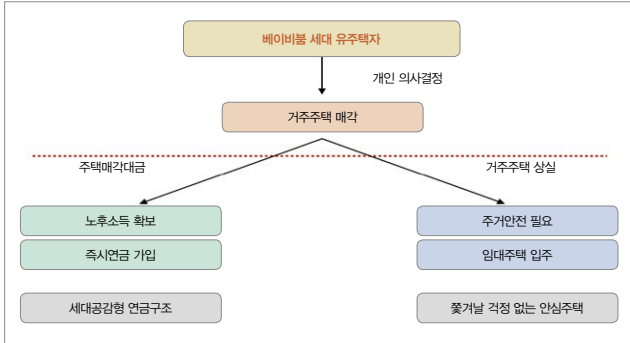 베이비붐 세대 유주택자
개인 의사결정
거주주택 매각
주택매각대금
거주주택 상실
노후소득 확보
주거안전 필요
즉시연금 가입
임대주택 입주
세대공감형 연금구조
쫓겨날 걱정 없는 안심주택